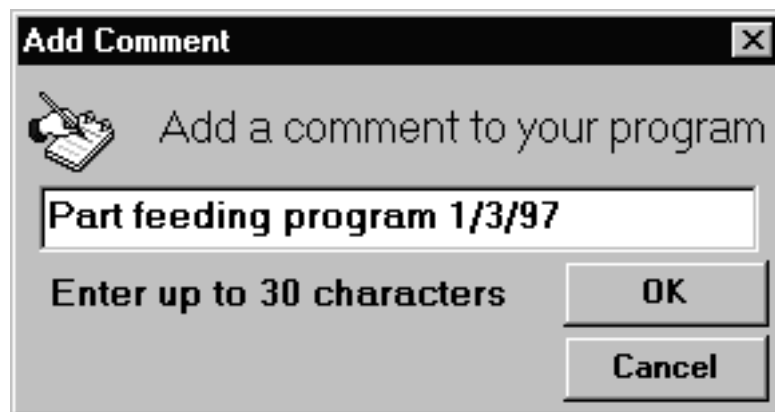 Add Comment
Add a comment to your program
Part feeding program 1/3/97
Enter up to 30 characters
OK
Cancel